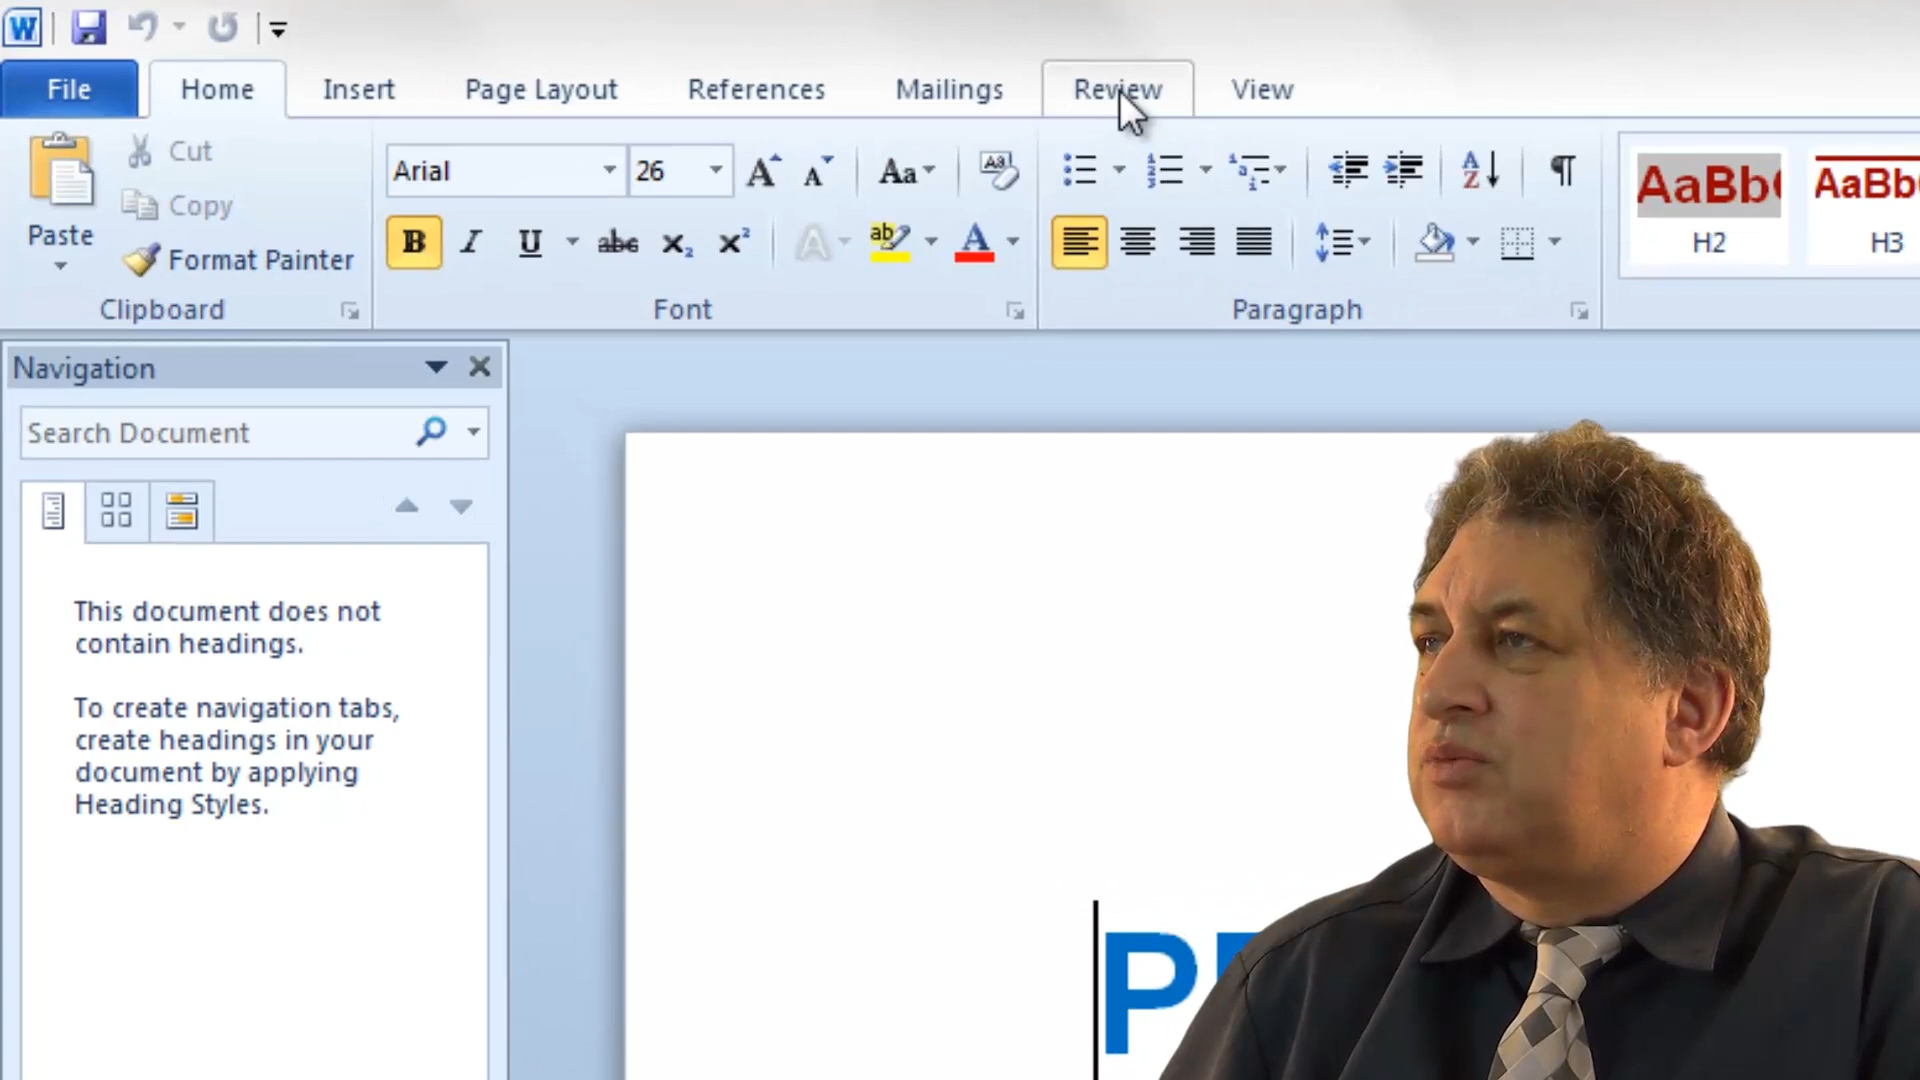 W
File Home Insert Page Layout References Mailings Review View
Cut
Copy
Paste
Format Painter
Arial 26
Clipboard Font Paragraph
AaBb
H2
AaBb
H3
Navigation
Search Document
This document does not
contain headings.
To create navigation tabs,
create headings in your
document by applying
Heading Styles.
P